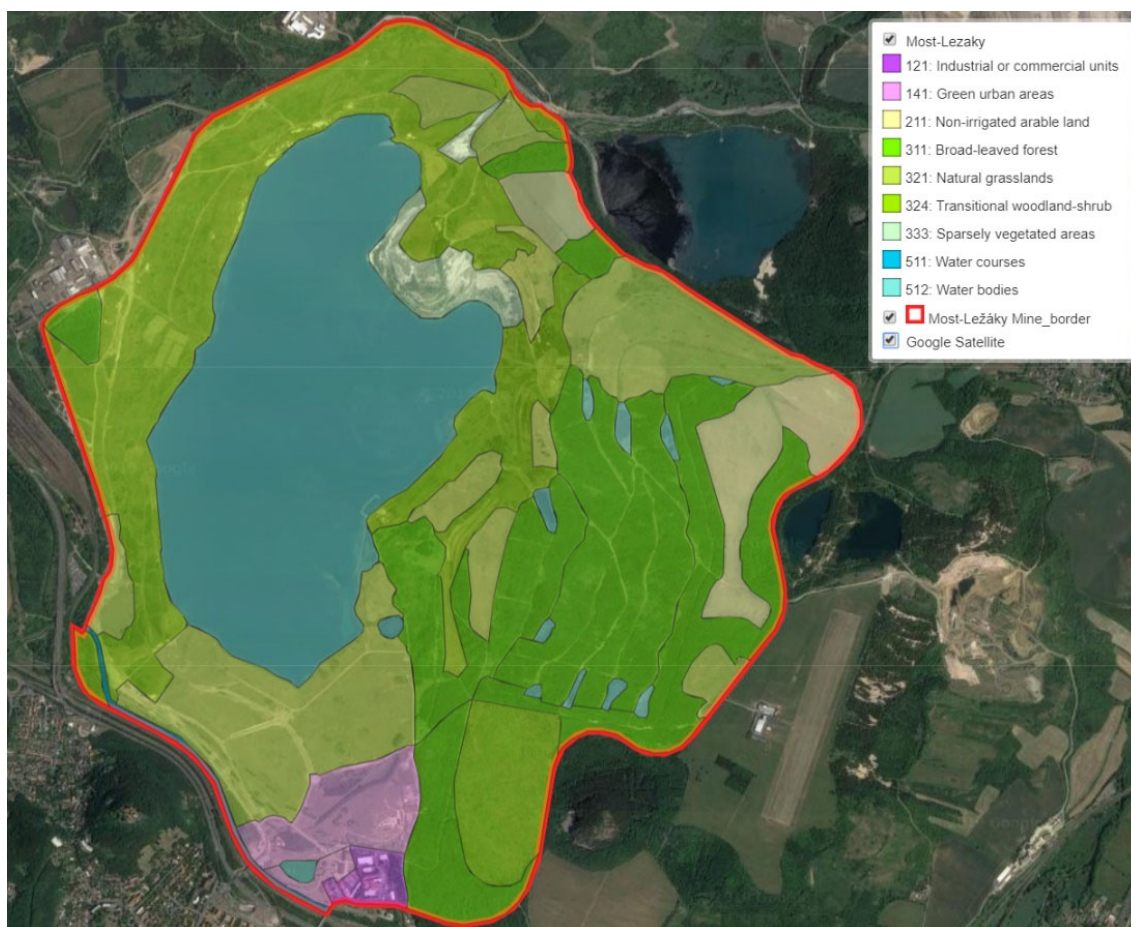 Most-Lezaky
121: Industrial or commercial units
141: Green urban areas
211: Non-irrigated arable land
311: Broad-leaved forest
321: Natural grasslands
324: Transitional woodland-shrub
333: Sparsely vegetated areas
511: Water courses
512: Water bodies
Most-Ležáky Mine_border
Google Satellite